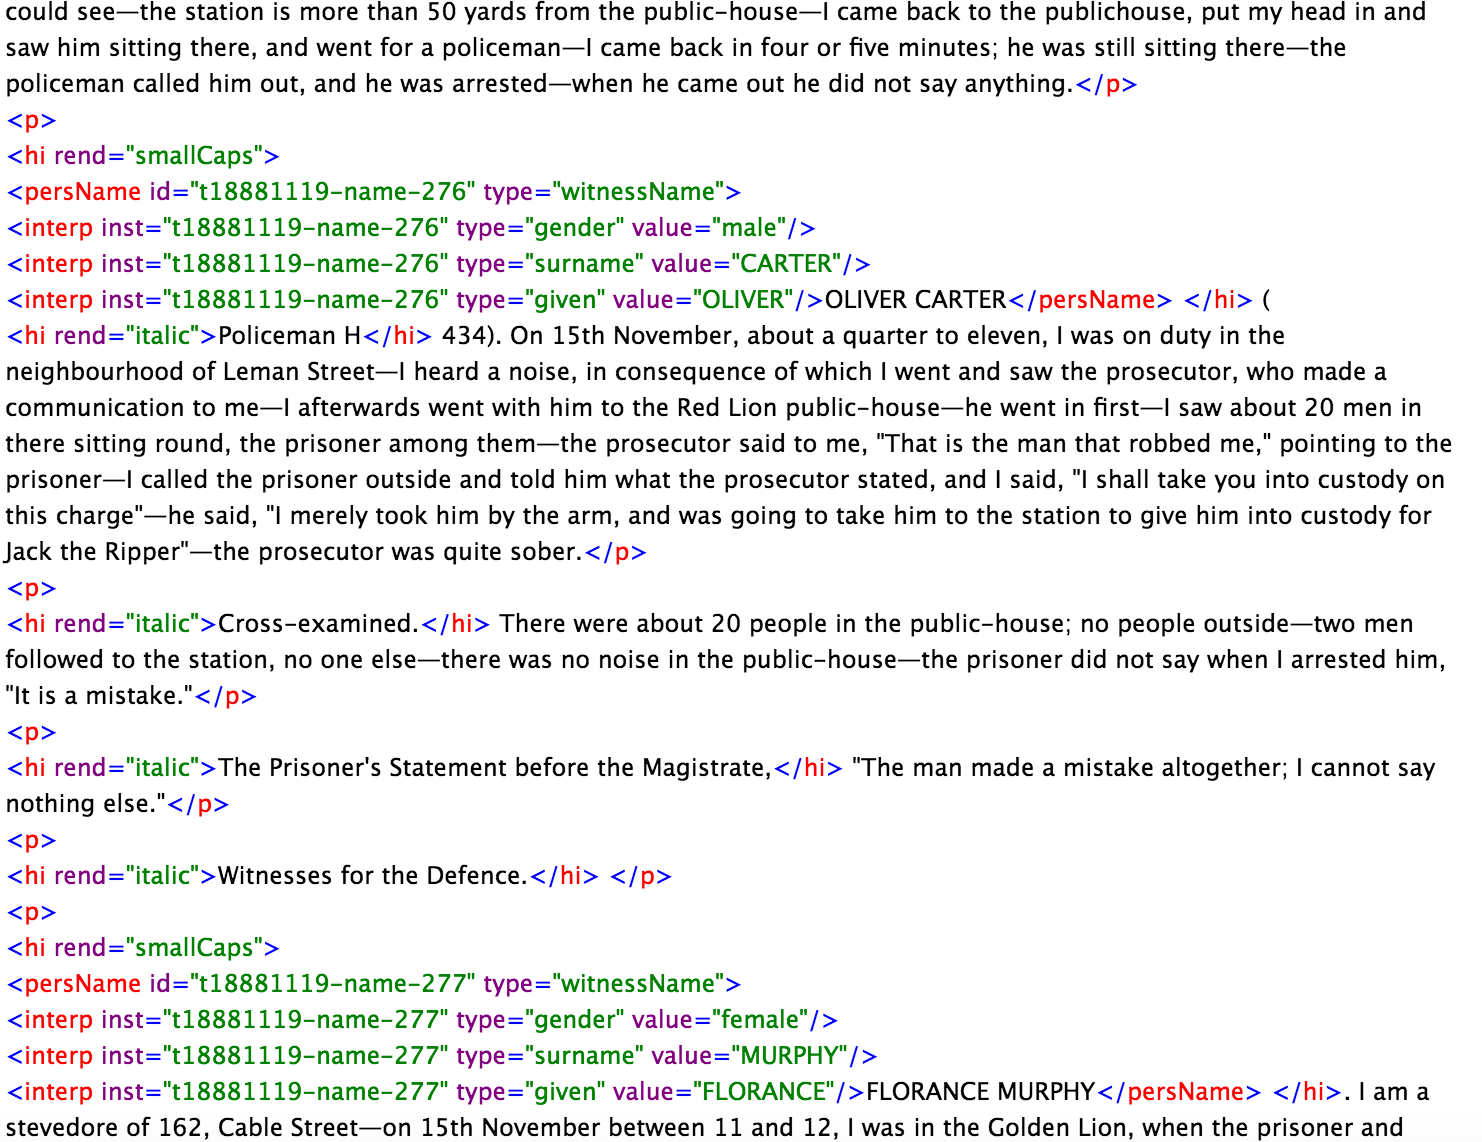 could see—the station is more than 50 yards from the public-house—I came back to the publichouse, put my head in and
saw him sitting there, and went for a policeman—I came back in four or five minutes; he was still sitting there—the
policeman called him out, and he was arrested—when he came out he did not say anything.</p>
<p>
<hi rend="smallCaps">
<persName id="t18881119-name-276" type="witnessName">
<interp inst="t18881119-name-276" type="gender" value="male"/>
<interp inst="t18881119-name-276" type="surname" value="CARTER"/>
<interp inst="t18881119-name-276" type="given" value="OLIVER"/>OLIVER CARTER</persName> </hi> (
<hi rend="italic">Policeman H</hi> 434). On 15th November, about a quarter to eleven, I was on duty in the
neighbourhood of Leman Street—I heard a noise, in consequence of which I went and saw the prosecutor, who made a
communication to me—I afterwards went with him to the Red Lion public-house—he went in first—I saw about 20 men in
there sitting round, the prisoner among them—the prosecutor said to me, "That is the man that robbed me," pointing to the
prisoner—I called the prisoner outside and told him what the prosecutor stated, and I said, "I shall take you into custody on
this charge"—he said, "I merely took him by the arm, and was going to take him to the station to give him into custody for
Jack the Ripper"—the prosecutor was quite sober.</p>
<p>
<hi rend="italic">Cross-examined.</hi> There were about 20 people in the public-house; no people outside—two men
followed to the station, no one else—there was no noise in the public-house—the prisoner did not say when I arrested him,
"It is a mistake."</p>
<p>
<hi rend="italic">The Prisoner's Statement before the Magistrate,</hi> "The man made a mistake altogether; I cannot say
nothing else."</p>
<p>
<hi rend="italic">Witnesses for the Defence.</hi> </p>
<p>
<hi rend="smallCaps">
<persName id="t18881119-name-277" type="witnessName">
<interp inst="t18881119-name-277" type="gender" value="female"/>
<interp inst="t18881119-name-277" type="surname" value="MURPHY"/>
<interp inst="t18881119-name-277" type="given" value="FLORANCE"/>FLORANCE MURPHY</persName> </hi>. I am a
stevedore of 162, Cable Street—on 15th November between 11 and 12, I was in the Golden Lion, when the prisoner and